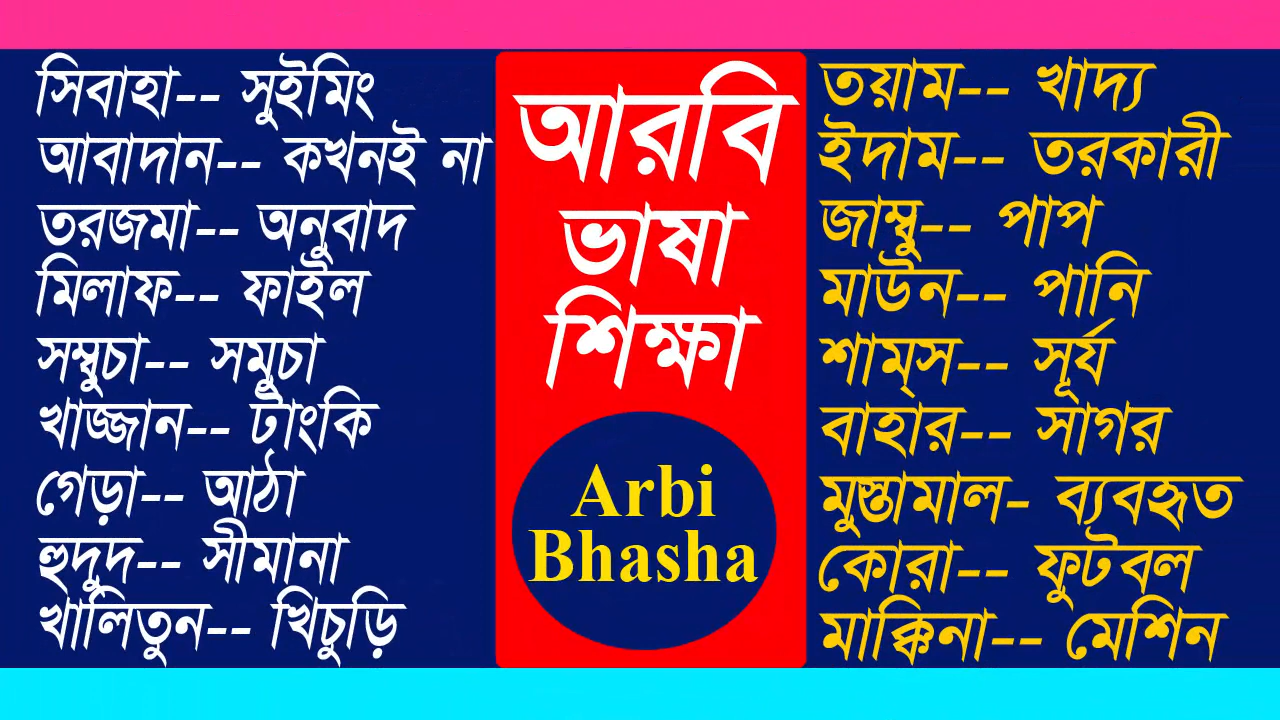 সিবাহা-- সুইমিং
আবাদান-- কখনই না
তরজমা-- অনুবাদ
মিলাফ-- ফাইল
সম্বুচা-- সমুচা
খাজ্জান-- টাংকি
গেড়া-- আঠা
হুদুদ-- সীমানা
খালিতুন-- খিচুড়ি
আরবি
ভাষা
শিক্ষা
Arbi
Bhasha
তয়াম-- খাদ্য
ইদাম-- তরকারী
জাম্বু-- পাপ
মাউন-- পানি
শাম্‌স-- সূর্য
বাহার-- সাগর
মুস্তামাল- ব্যবহৃত
কোরা-- ফুটবল
মাক্কিনা-- মেশিন